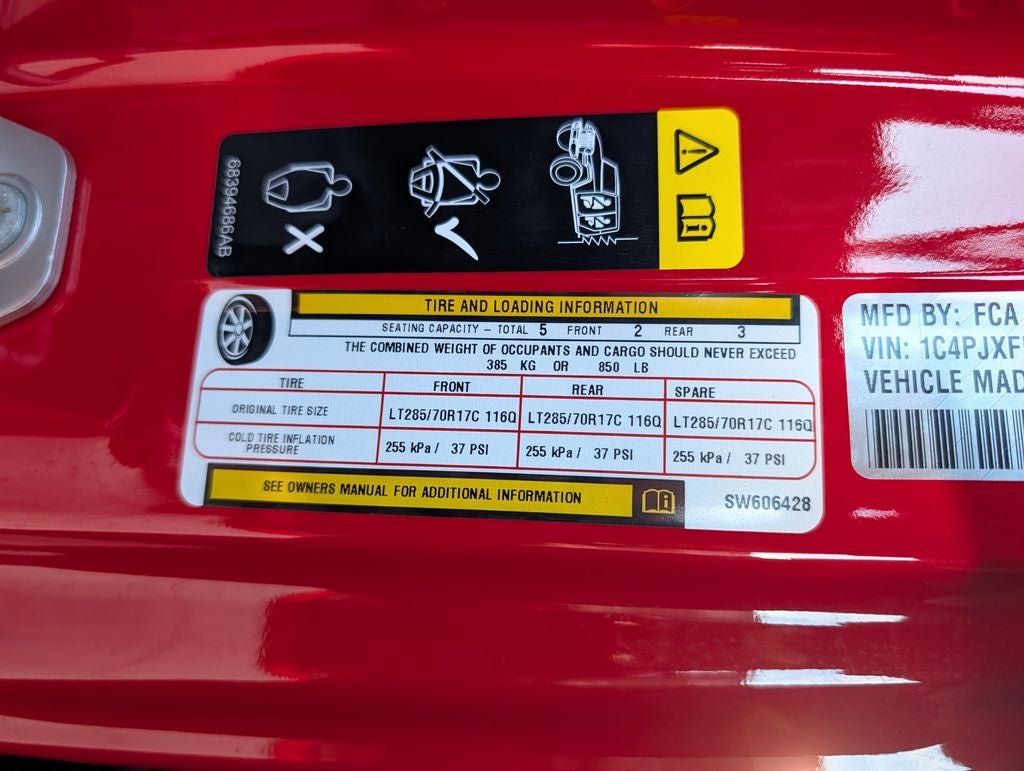 68394686AB
TIRE AND LOADING INFORMATION
SEATING CAPACITY – TOTAL 5 FRONT 2 REAR 3
THE COMBINED WEIGHT OF OCCUPANTS AND CARGO SHOULD NEVER EXCEED
385 KG OR 850 LB
TIRE FRONT REAR SPARE
ORIGINAL TIRE SIZE LT285/70R17C 116Q LT285/70R17C 116Q LT285/70R17C 116Q
COLD TIRE INFLATION
PRESSURE 255 kPa / 37 PSI 255 kPa / 37 PSI 255 kPa / 37 PSI
SEE OWNERS MANUAL FOR ADDITIONAL INFORMATION
SW606428
MFD BY: FCA
VIN: 1C4PJXF
VEHICLE MAD